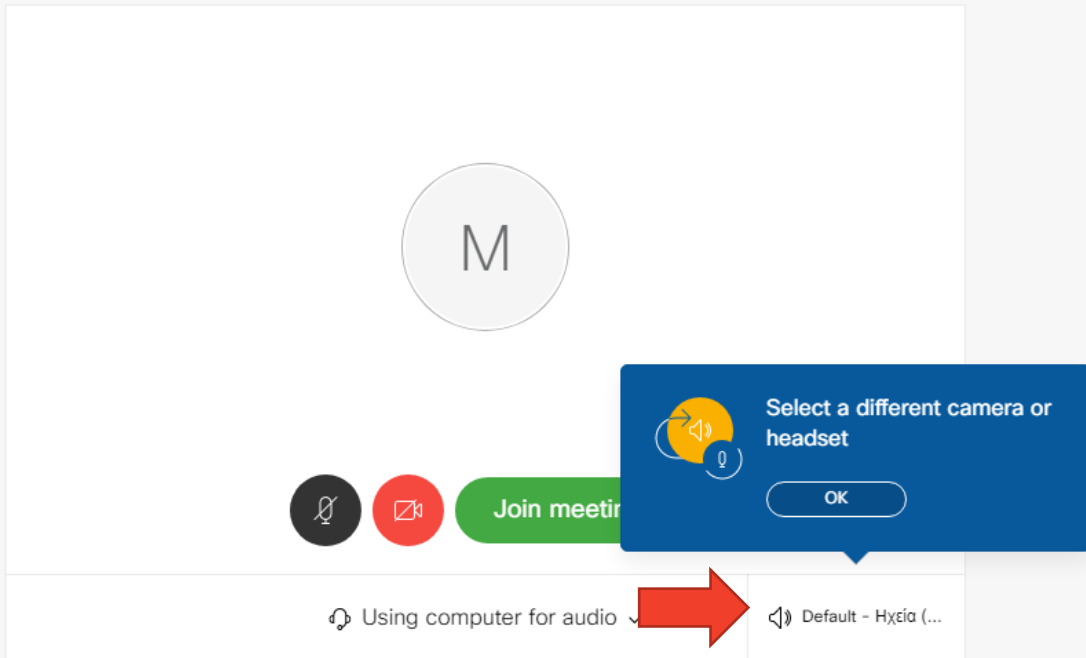 M
Select a different camera or
headset
OK
Join meetin
Using computer for audio
Default - Ηχεία (...